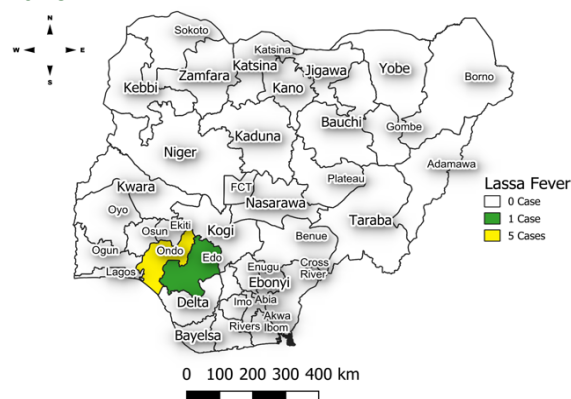 N
W E
S
Sokoto
Katsina
Zamfara
Katsina
Jigawa
Yobe
Borno
Kebbi
Kano
Bauchi
Gombe
Kaduna
Niger
Adamawa
Plateau
FCT
Kwara
Nasarawa
Taraba
Oyo
Osun
Ekiti
Kogi
Benue
Ogun
Ondo
Edo
Lagos
Enugu
Cross
River
Ebonyi
Delta
Imo
Abia
Akwa
Ibom
Rivers
Bayelsa
Lassa Fever
0 Case
1 Case
5 Cases
0 100 200 300 400 km